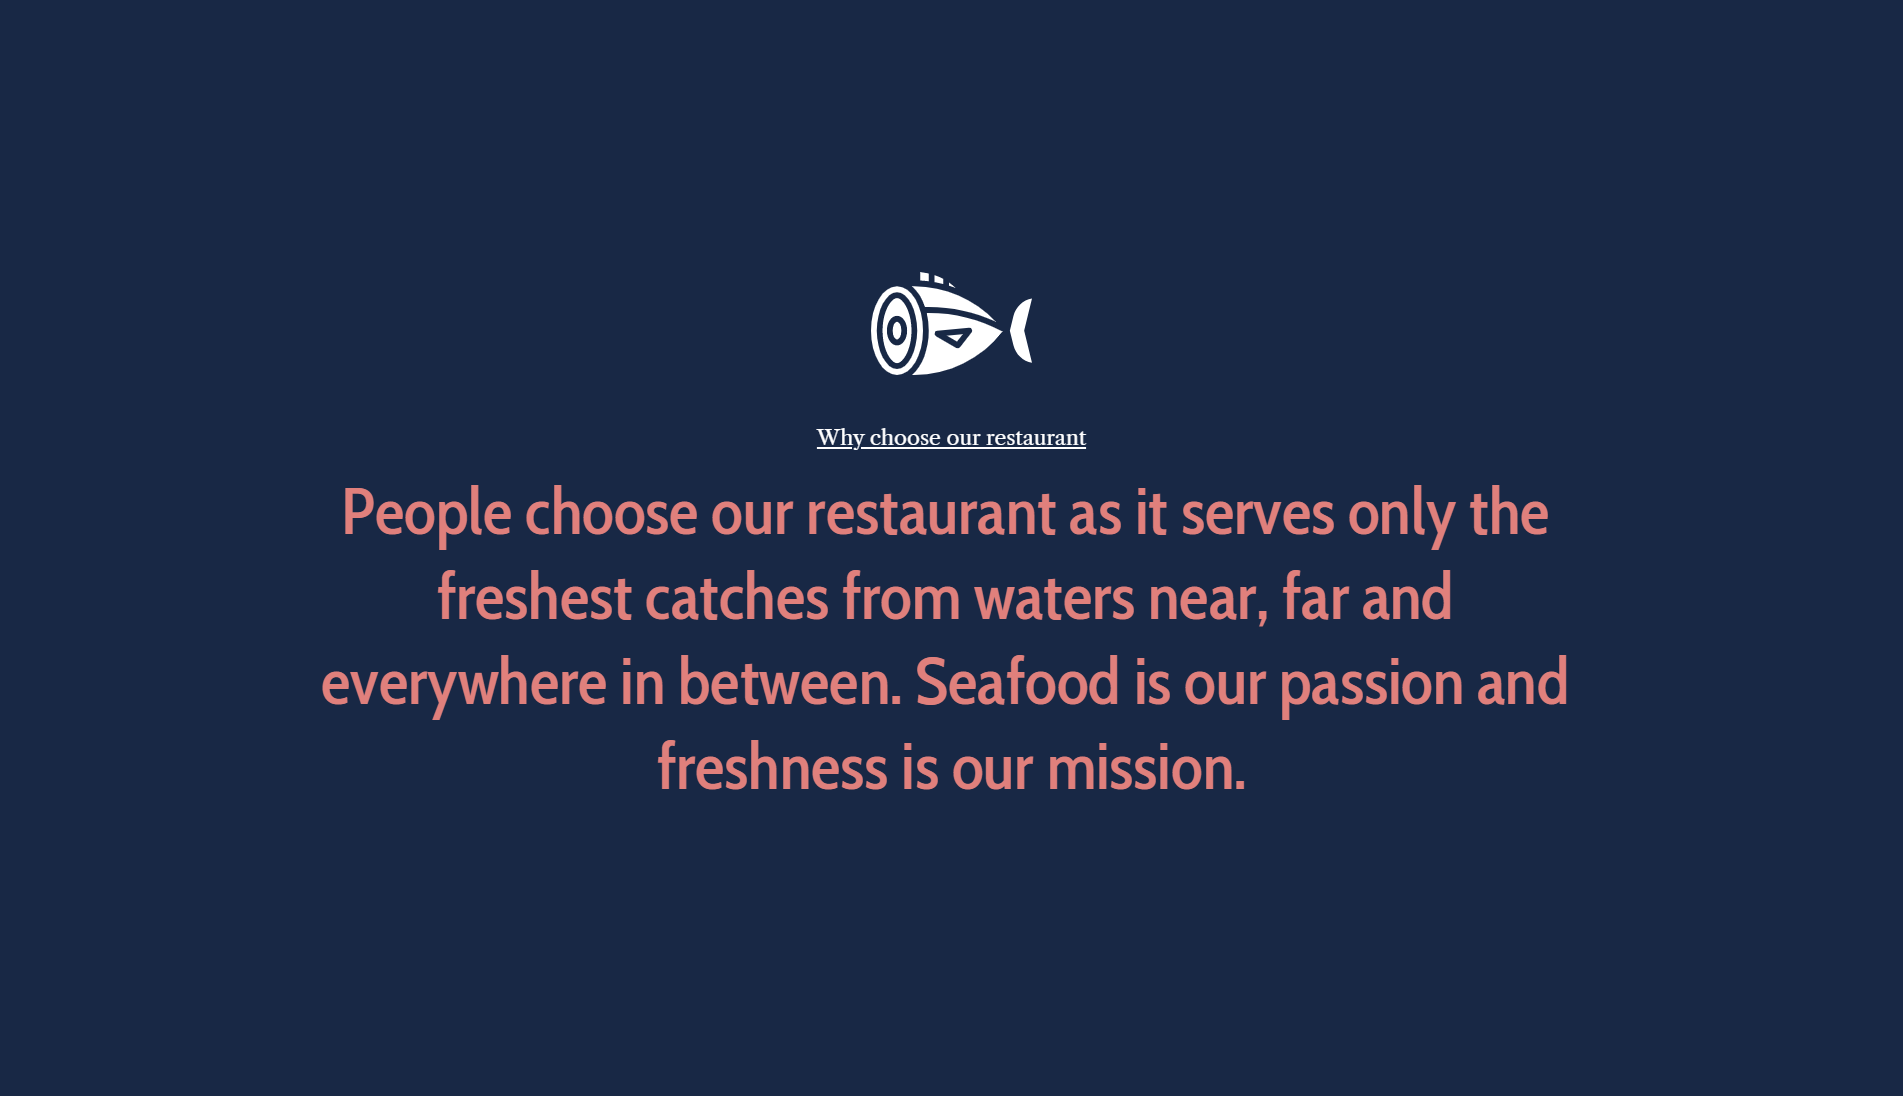 Why choose our restaurant
People choose our restaurant as it serves only the
freshest catches from waters near, far and
everywhere in between. Seafood is our passion and
freshness is our mission.